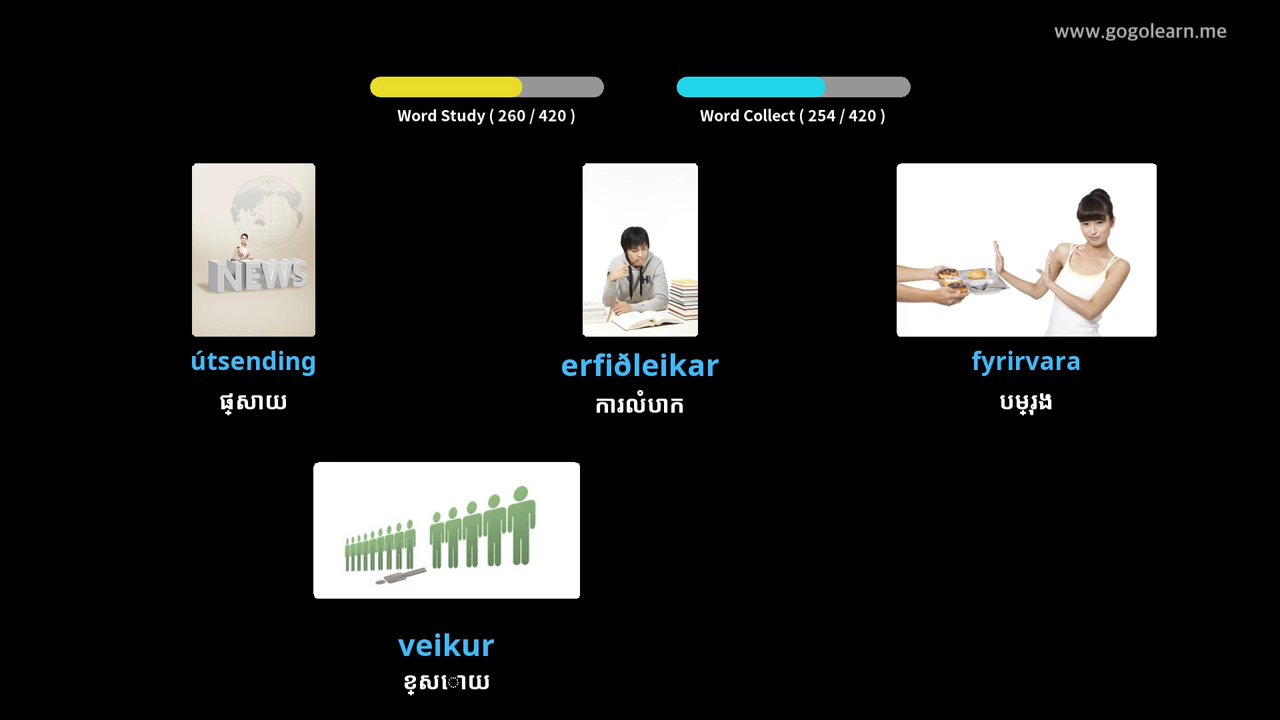 www.gogolearn.me
Word Study ( 260 / 420 )
Word Collect ( 254 / 420 )
NEWS
útsending
erfiðleikar
fyrirvara
ផ្សាយ
ការលំបាក
បម្រុង
veikur
ខ្សោយ